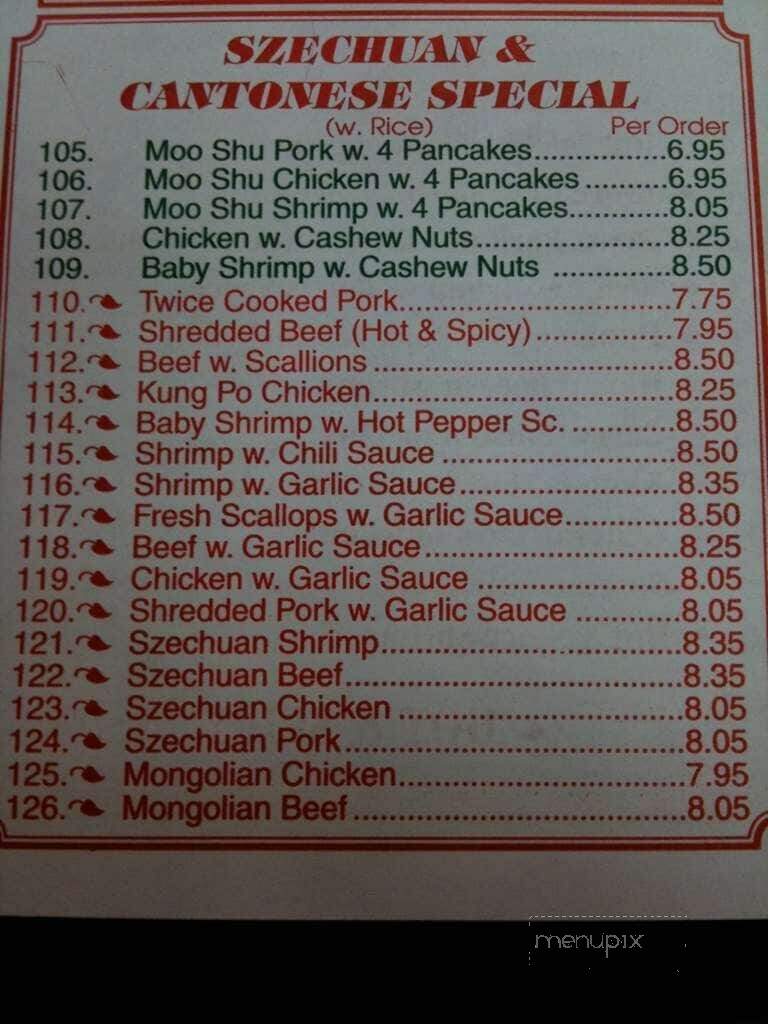 SZECHUAN &
CANTONESE SPECIAL
(w. Rice) Per Order
105. Moo Shu Pork w. 4 Pancakes................6.95
106. Moo Shu Chicken w. 4 Pancakes ..........6.95
107. Moo Shu Shrimp w. 4 Pancakes............8.05
108. Chicken w. Cashew Nuts.......................8.25
109. Baby Shrimp w. Cashew Nuts ..............8.50
110. Twice Cooked Pork................................7.75
111. Shredded Beef (Hot & Spicy)................7.95
112. Beef w. Scallions ...................................8.50
113. Kung Po Chicken...................................8.25
114. Baby Shrimp w. Hot Pepper Sc. ............8.50
115. Shrimp w. Chili Sauce ...........................8.50
116. Shrimp w. Garlic Sauce.........................8.35
117. Fresh Scallops w. Garlic Sauce.............8.50
118. Beef w. Garlic Sauce.............................8.25
119. Chicken w. Garlic Sauce .......................8.05
120. Shredded Pork w. Garlic Sauce ............8.05
121. Szechuan Shrimp..................................8.35
122. Szechuan Beef......................................8.35
123. Szechuan Chicken ................................8.05
124. Szechuan Pork......................................8.05
125. Mongolian Chicken................................7.95
126. Mongolian Beef.....................................8.05
menupix